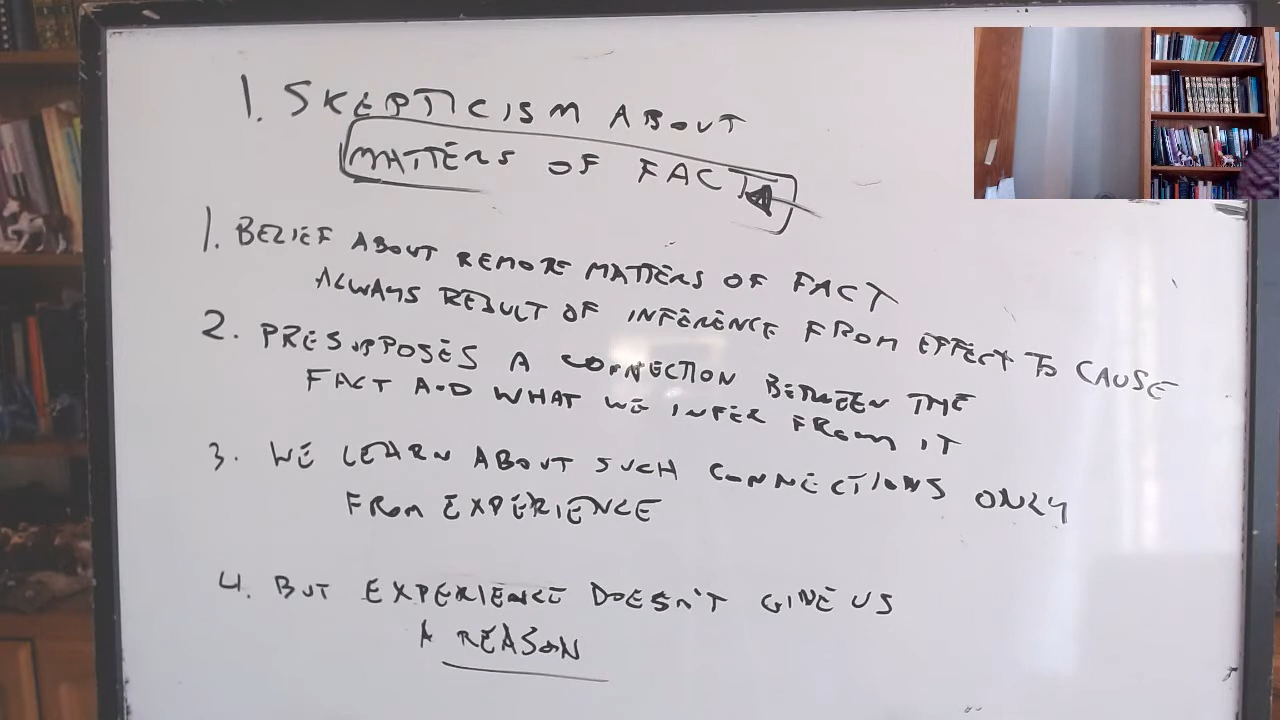 1. SKEPTICISM ABOUT
MATTERS OF FACT
1. BELIEF ABOUT REMOTE MATTERS OF FACT
ALWAYS RESULT OF INFERENCE FROM EFFECT TO CAUSE
2. PRESUPPOSES A CONNECTION BETWEEN THE
FACT AND WHAT WE INFER FROM IT
3. WE LEARN ABOUT SUCH CONNECTIONS ONLY
FROM EXPERIENCE
4. BUT EXPERIENCE DOESN'T GIVE US
A REASON